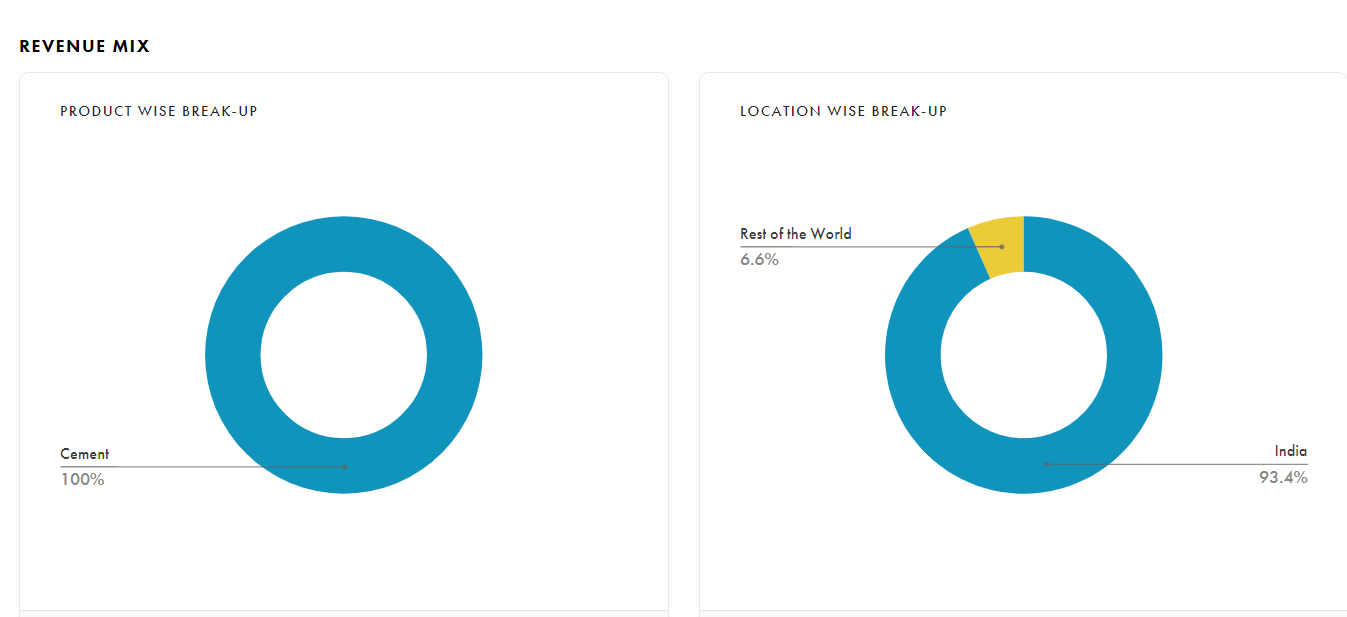 REVENUE MIX
PRODUCT WISE BREAK-UP
Cement
100%
LOCATION WISE BREAK-UP
Rest of the World
6.6%
India
93.4%